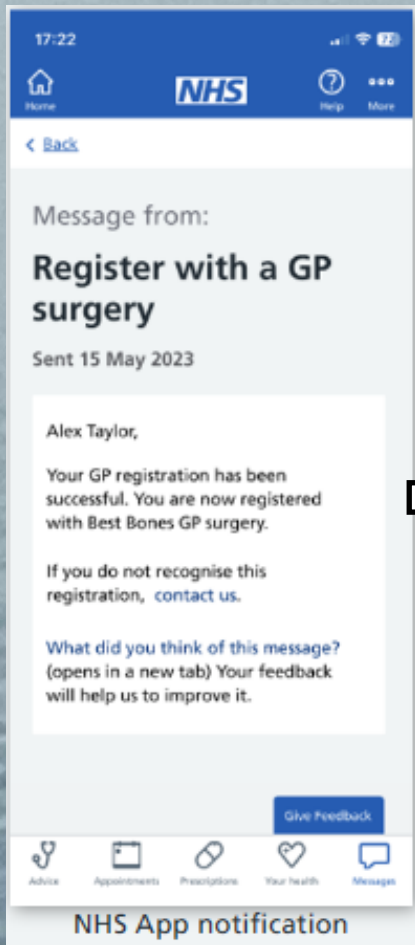 17:22
72
Home
NHS
Help
More
< Back
Message from:
Register with a GP
surgery
Sent 15 May 2023
Alex Taylor,
Your GP registration has been
successful. You are now registered
with Best Bones GP surgery.
If you do not recognise this
registration, contact us.
What did you think of this message?
(opens in a new tab) Your feedback
will help us to improve it.
Give Feedback
Advice
Appointments
Prescriptions
Your health
Messages
NHS App notification